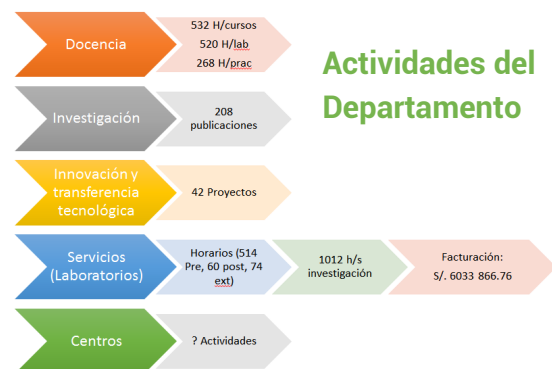 Actividades del
Departamento
Docencia
532 H/cursos
520 H/lab
268 H/prac
Investigación
208
publicaciones
Innovación y
transferencia
tecnológica
42 Proyectos
Servicios
(Laboratorios)
Horarios (514
Pre, 60 post, 74
ext)
1012 h/s
investigación
Facturación:
S/. 6033 866.76
Centros
? Actividades